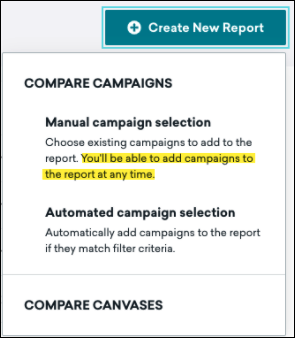 Create New Report
COMPARE CAMPAIGNS
Manual campaign selection
Choose existing campaigns to add to the
report. You'll be able to add campaigns to
the report at any time.
Automated campaign selection
Automatically add campaigns to the report
if they match filter criteria.
COMPARE CANVASES